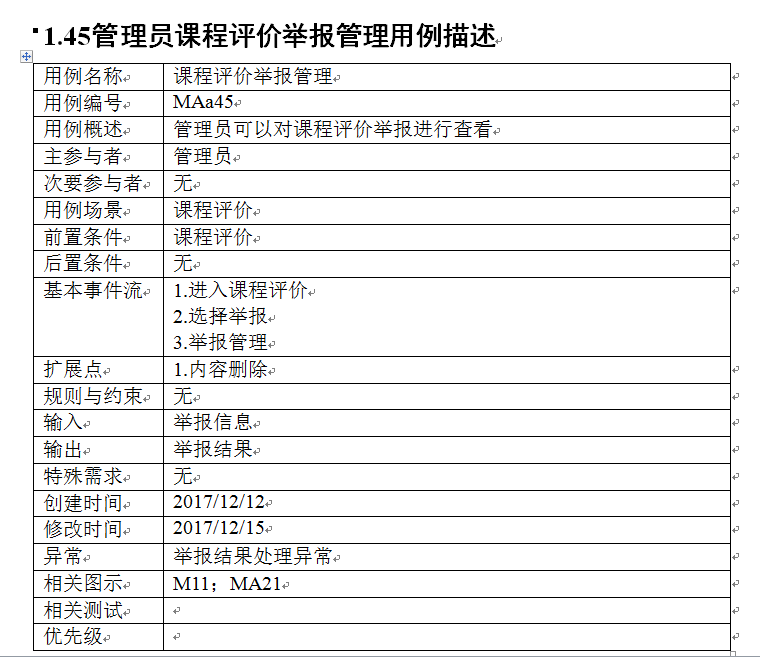 1.45管理员课程评价举报管理用例描述
用例名称 课程评价举报管理
用例编号 MAa45
用例概述 管理员可以对课程评价举报进行查看
主参与者 管理员
次要参与者 无
用例场景 课程评价
前置条件 课程评价
后置条件 无
基本事件流 1.进入课程评价
2.选择举报
3.举报管理
扩展点 1.内容删除
规则与约束 无
输入 举报信息
输出 举报结果
特殊需求 无
创建时间 2017/12/12
修改时间 2017/12/15
异常 举报结果处理异常
相关图示 M11；MA21
相关测试
优先级